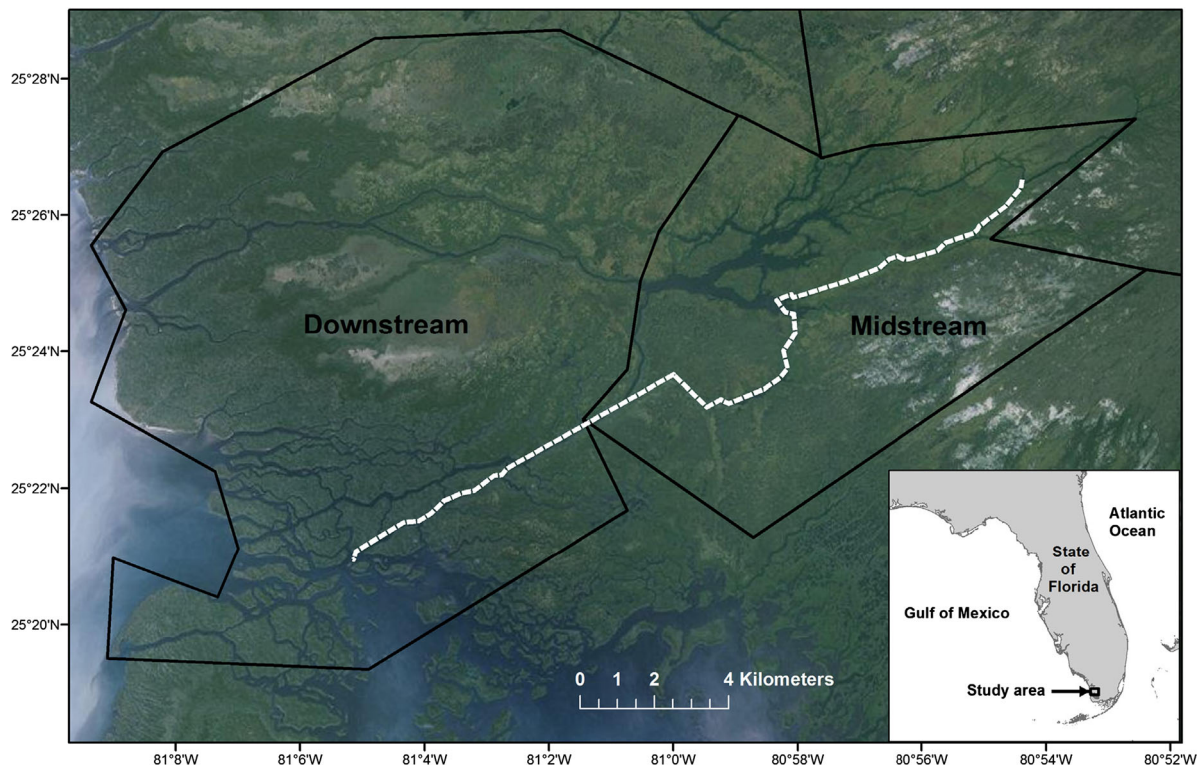 25°28'N
25°26'N
25°24'N
25°22'N
25°20'N
Downstream
Midstream
0 1 2 4 Kilometers
Atlantic
Ocean
State
of
Florida
Gulf of Mexico
Study area
81°8'W 81°6'W 81°4'W 81°2'W 81°0'W 80°58'W 80°56'W 80°54'W 80°52'W